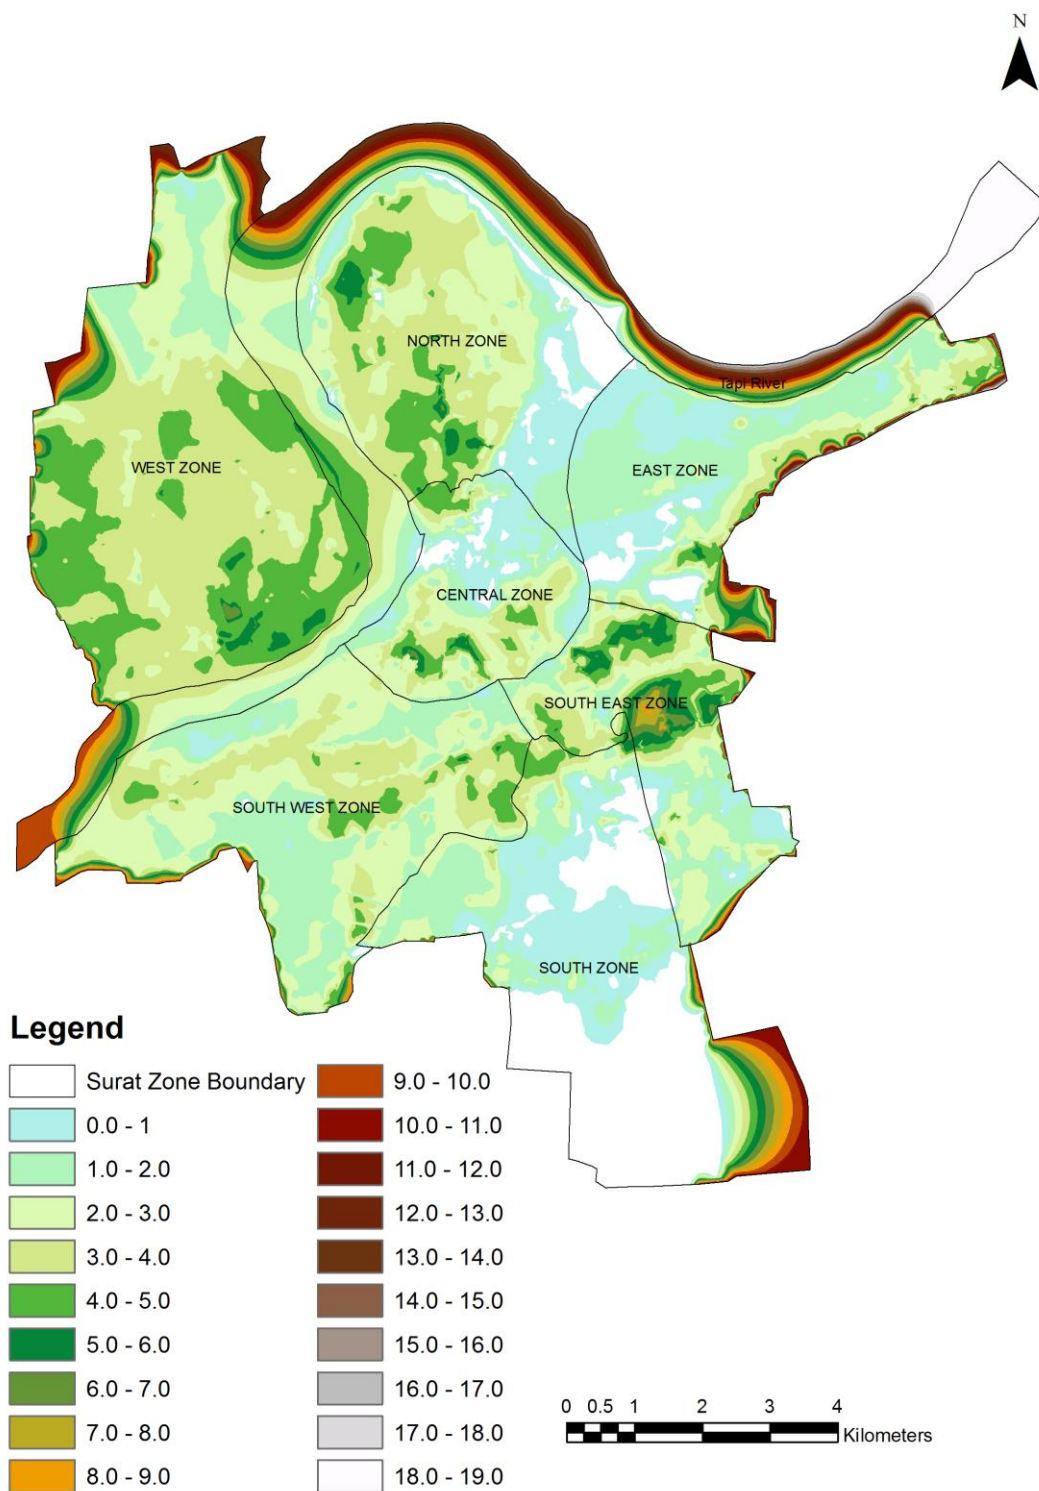 N
NORTH ZONE
Tapi River
WEST ZONE
EAST ZONE
CENTRAL ZONE
SOUTH EAST ZONE
SOUTH WEST ZONE
SOUTH ZONE
Legend
Surat Zone Boundary
0.0 - 1
1.0 - 2.0
2.0 - 3.0
3.0 - 4.0
4.0 - 5.0
5.0 - 6.0
6.0 - 7.0
7.0 - 8.0
8.0 - 9.0
9.0 - 10.0
10.0 - 11.0
11.0 - 12.0
12.0 - 13.0
13.0 - 14.0
14.0 - 15.0
15.0 - 16.0
16.0 - 17.0
17.0 - 18.0
18.0 - 19.0
0 0.5 1 2 3 4
Kilometers